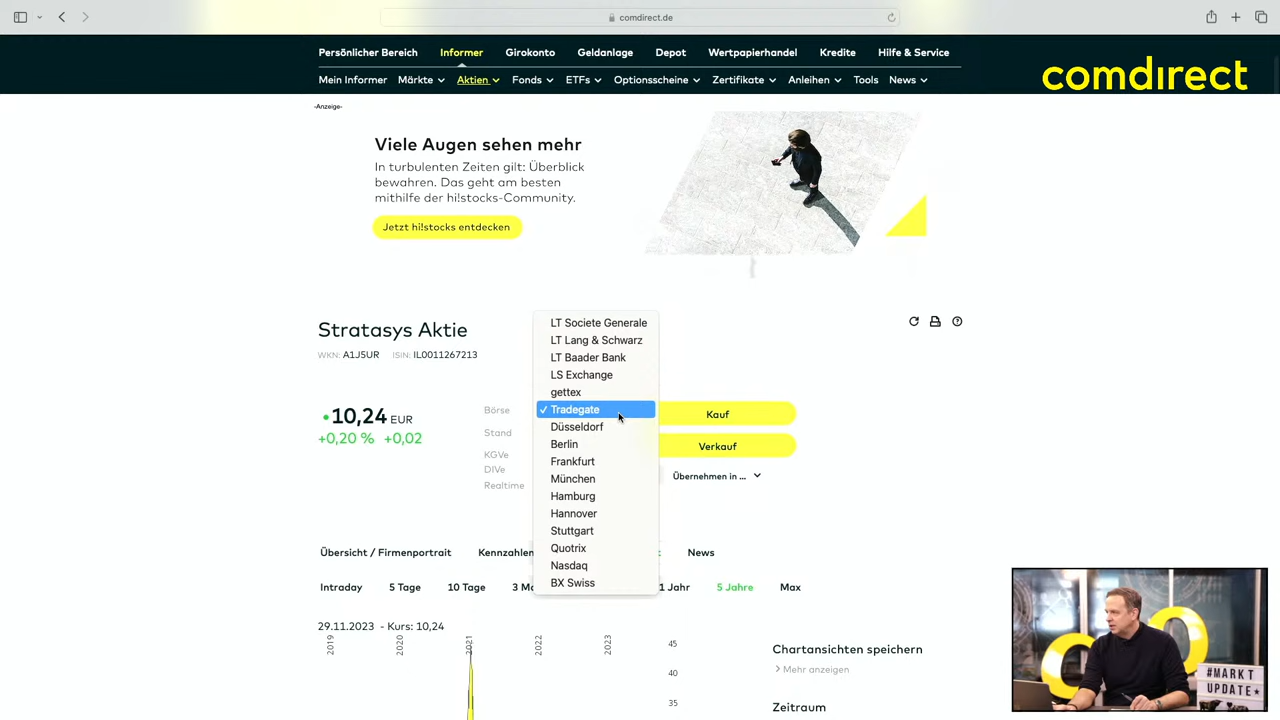 comdirect.de
Persönlicher Bereich Informer Girokonto Geldanlage Depot Wertpapierhandel Kredite Hilfe & Service
Mein Informer Märkte Aktien Fonds ETFs Optionsscheine Zertifikate Anleihen Tools News
comdirect
-Anzeige-
Viele Augen sehen mehr
In turbulenten Zeiten gilt: Überblick
bewahren. Das geht am besten
mithilfe der hi!stocks-Community.
Jetzt hi!stocks entdecken
Stratasys Aktie
WKN: A1J5UR ISIN: IL0011267213
10,24 EUR
+0,20 % +0,02
Börse
Stand
KGVe
DIVe
Realtime
LT Societe Generale
LT Lang & Schwarz
LT Baader Bank
LS Exchange
gettex
✓ Tradegate
Düsseldorf
Berlin
Frankfurt
München
Hamburg
Hannover
Stuttgart
Quotrix
Nasdaq
BX Swiss
Kauf
Verkauf
Übernehmen in ...
Übersicht / Firmenportrait Kennzahlen News
Intraday 5 Tage 10 Tage 3 Mo 1 Jahr 5 Jahre Max
29.11.2023 - Kurs: 10,24
2019 2020 2021 2022 2023
45
40
35
Chartansichten speichern
Mehr anzeigen
Zeitraum
#MARKT
UPDATE